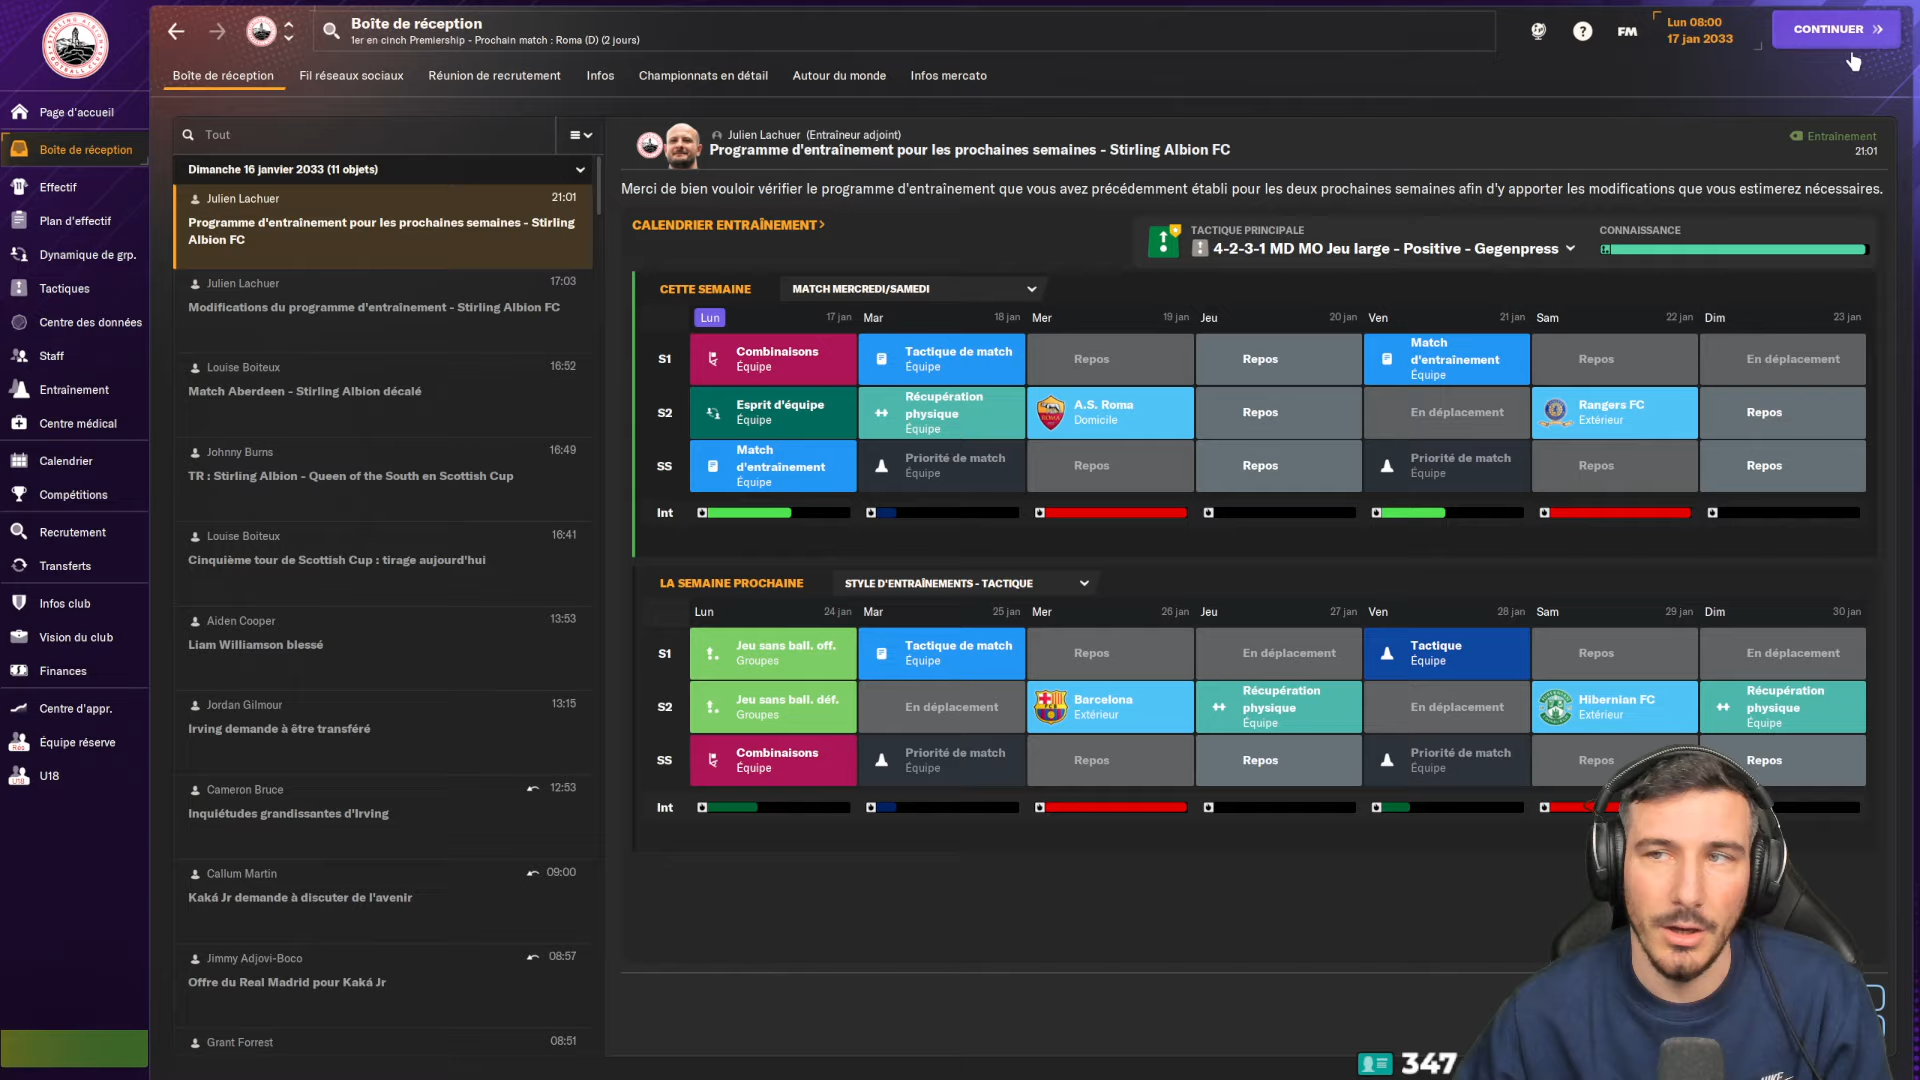 Boîte de réception
1er en cinch Premiership - Prochain match : Roma (D) (2 jours)
FM
Lun 08:00
17 jan 2033
CONTINUER
Boîte de réception
Fil réseaux sociaux
Réunion de recrutement
Infos
Championnats en détail
Autour du monde
Infos mercato
Page d'accueil
Boîte de réception
Effectif
Plan d'effectif
Dynamique de grp.
Tactiques
Centre des données
Staff
Entraînement
Centre médical
Calendrier
Compétitions
Recrutement
Transferts
Infos club
Vision du club
Finances
Centre d'appr.
Équipe réserve
U18
Tout
Dimanche 16 janvier 2033 (11 objets)
Julien Lachuer 21:01
Programme d'entraînement pour les prochaines semaines - Stirling
Albion FC
Julien Lachuer 17:03
Modifications du programme d'entraînement - Stirling Albion FC
Louise Boiteux 16:52
Match Aberdeen - Stirling Albion décalé
Johnny Burns 16:49
TR : Stirling Albion - Queen of the South en Scottish Cup
Louise Boiteux 16:41
Cinquième tour de Scottish Cup : tirage aujourd'hui
Aiden Cooper 13:53
Liam Williamson blessé
Jordan Gilmour 13:15
Irving demande à être transféré
Cameron Bruce 12:53
Inquiétudes grandissantes d'Irving
Callum Martin 09:00
Kaká Jr demande à discuter de l'avenir
Jimmy Adjovi-Boco 08:57
Offre du Real Madrid pour Kaká Jr
Grant Forrest 08:51
Julien Lachuer (Entraîneur adjoint)
Programme d'entraînement pour les prochaines semaines - Stirling Albion FC
Entraînement
21:01
Merci de bien vouloir vérifier le programme d'entraînement que vous avez précédemment établi pour les deux prochaines semaines afin d'y apporter les modifications que vous estimerez nécessaires.
CALENDRIER ENTRAÎNEMENT >
TACTIQUE PRINCIPALE
4-2-3-1 MD MO Jeu large - Positive - Gegenpress
CONNAISSANCE
CETTE SEMAINE
MATCH MERCREDI/SAMEDI
Lun 17 jan Mar 18 jan Mer 19 jan Jeu 20 jan Ven 21 jan Sam 22 jan Dim 23 jan
S1
Combinaisons
Équipe
Tactique de match
Équipe
Repos
Repos
Match
d'entraînement
Équipe
Repos
En déplacement
S2
Esprit d'équipe
Équipe
Récupération
physique
Équipe
A.S. Roma
Domicile
Repos
En déplacement
Rangers FC
Extérieur
Repos
SS
Match
d'entraînement
Équipe
Priorité de match
Équipe
Repos
Repos
Priorité de match
Équipe
Repos
Repos
Int
LA SEMAINE PROCHAINE
STYLE D'ENTRAÎNEMENTS - TACTIQUE
Lun 24 jan Mar 25 jan Mer 26 jan Jeu 27 jan Ven 28 jan Sam 29 jan Dim 30 jan
S1
Jeu sans ball. off.
Groupes
Tactique de match
Équipe
Repos
En déplacement
Tactique
Équipe
Repos
En déplacement
S2
Jeu sans ball. déf.
Groupes
En déplacement
Barcelona
Extérieur
Récupération
physique
Équipe
En déplacement
Hibernian FC
Extérieur
Récupération
physique
Équipe
SS
Combinaisons
Équipe
Priorité de match
Équipe
Repos
Repos
Priorité de match
Équipe
Repos
Repos
Int
347
NIKE